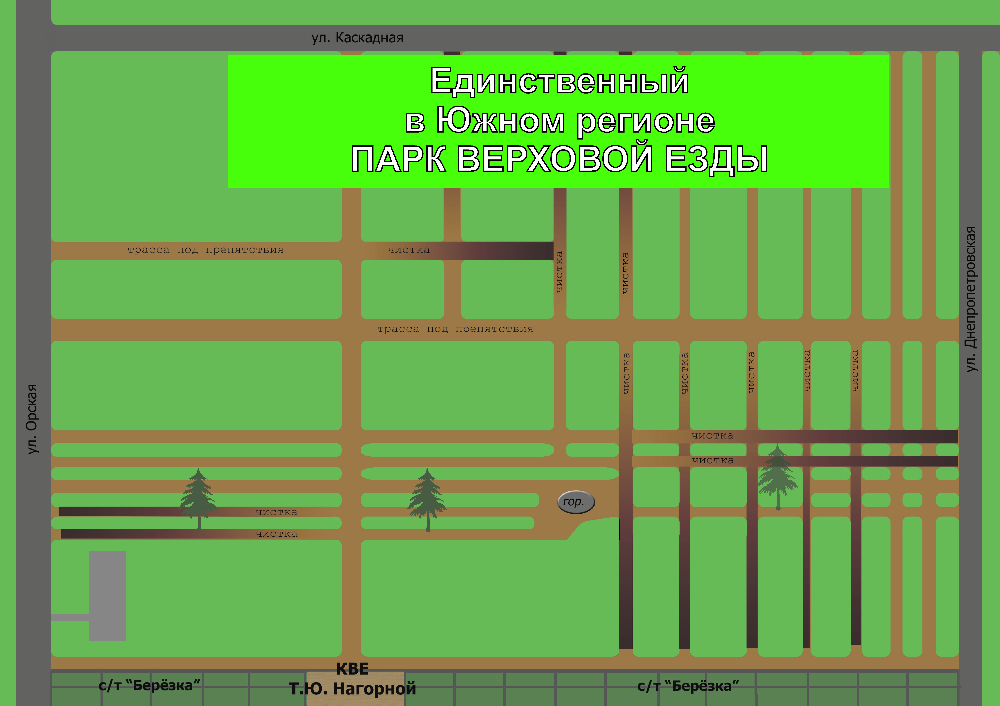 ул. Каскадная
Единственный
в Южном регионе
ПАРК ВЕРХОВОЙ ЕЗДЫ
трасса под препятствия
чистка
чистка
чистка
ул. Днепропетровская
трасса под препятствия
чистка
чистка
чистка
чистка
чистка
ул. Орская
чистка
чистка
гор.
чистка
чистка
КВЕ
Т.Ю. Нагорной
с/т “Берёзка”
с/т “Берёзка”